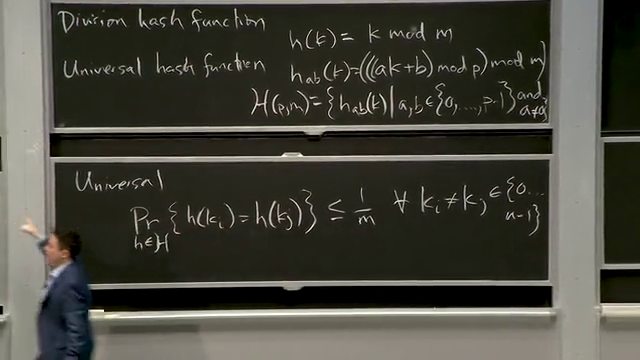 Division hash function h(k) = k mod m
Universal hash function h_ab(k) = (((ak+b) mod p) mod m)
H(p,m) = {h_ab(k) | a,b ∈ {0,...,p-1} and a≠0}
Universal
Pr_{h∈H} {h(k_i) = h(k_j)} ≤ 1/m ∀ k_i ≠ k_j ∈ {0... u-1}